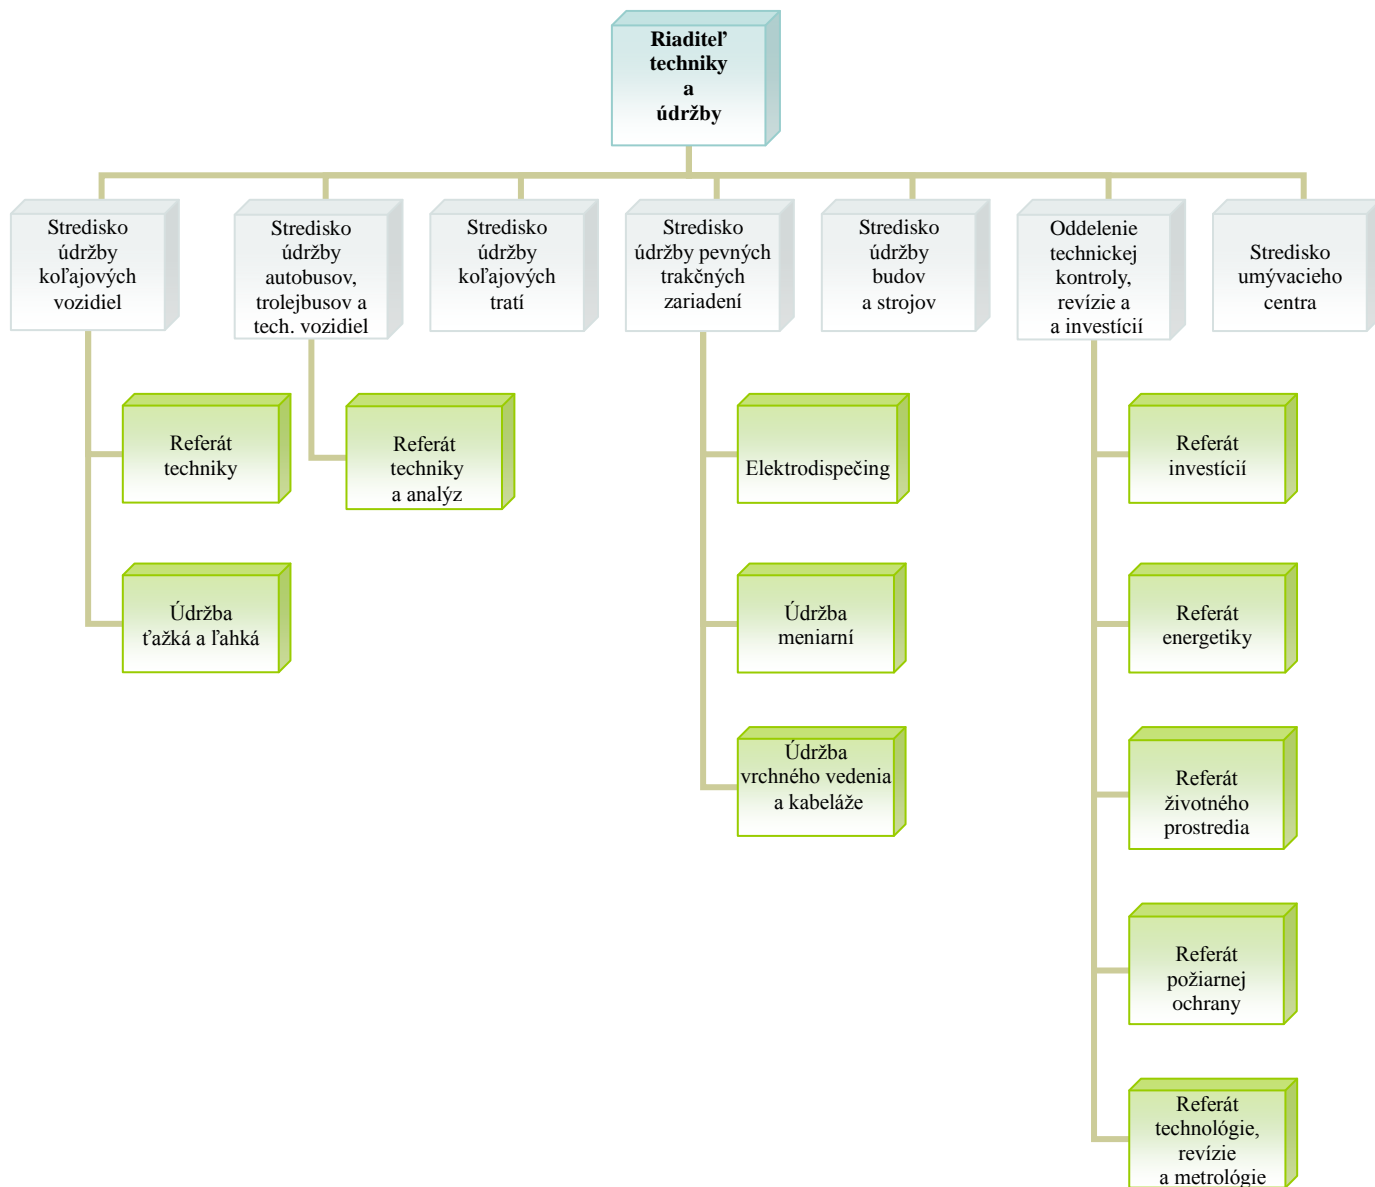 Riaditeľ
techniky
a
údržby
Stredisko
údržby
koľajových
vozidiel
Stredisko
údržby
autobusov,
trolejbusov a
tech. vozidiel
Stredisko
údržby
koľajových
tratí
Stredisko
údržby pevných
trakčných
zariadení
Stredisko
údržby
budov
a strojov
Oddelenie
technickej
kontroly,
revízie a
a investícií
Stredisko
umývacieho
centra
Referát
techniky
Referát
techniky
a analýz
Elektrodispečing
Referát
investícií
Údržba
ťažká a ľahká
Údržba
meniarní
Referát
energetiky
Údržba
vrchného vedenia
a kabeláže
Referát
životného
prostredia
Referát
požiarnej
ochrany
Referát
technológie,
revízie
a metrológie